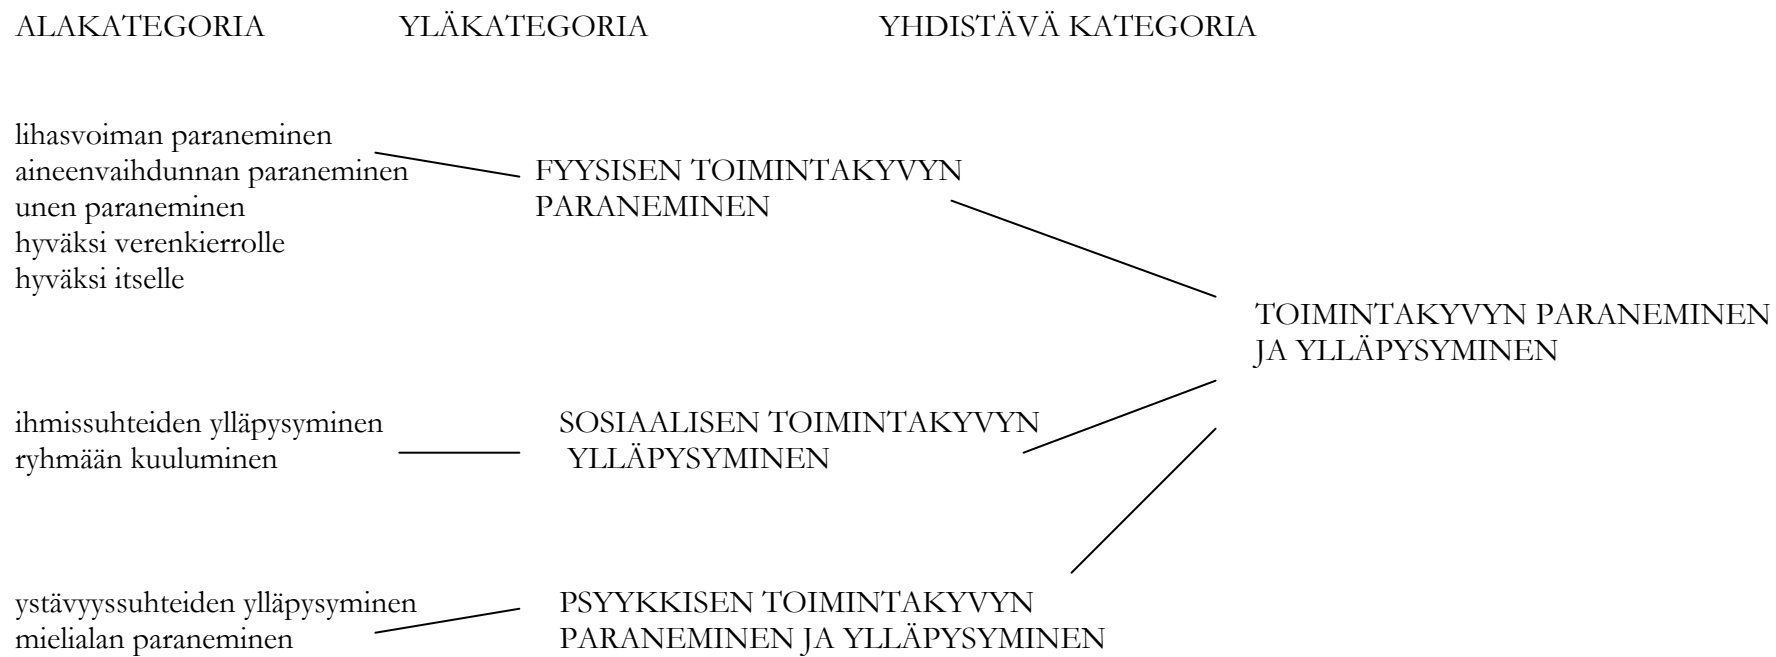 ALAKATEGORIA YLÄKATEGORIA YHDISTÄVÄ KATEGORIA
lihasvoiman paraneminen
aineenvaihdunnan paraneminen
unen paraneminen
hyväksi verenkierrolle
hyväksi itselle
FYYSISEN TOIMINTAKYVYN
PARANEMINEN
TOIMINTAKYVYN PARANEMINEN
JA YLLÄPYSYMINEN
ihmissuhteiden ylläpysyminen
ryhmään kuuluminen
SOSIAALISEN TOIMINTAKYVYN
YLLÄPYSYMINEN
ystävyyssuhteiden ylläpysyminen
mielialan paraneminen
PSYYKKISEN TOIMINTAKYVYN
PARANEMINEN JA YLLÄPYSYMINEN